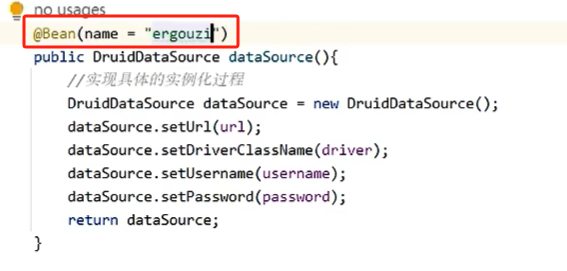 no usages
@Bean(name = "ergouzi")
public DruidDataSource dataSource(){
//实现具体的实例化过程
DruidDataSource dataSource = new DruidDataSource();
dataSource.setUrl(url);
dataSource.setDriverClassName(driver);
dataSource.setUsername(username);
dataSource.setPassword(password);
return dataSource;
}